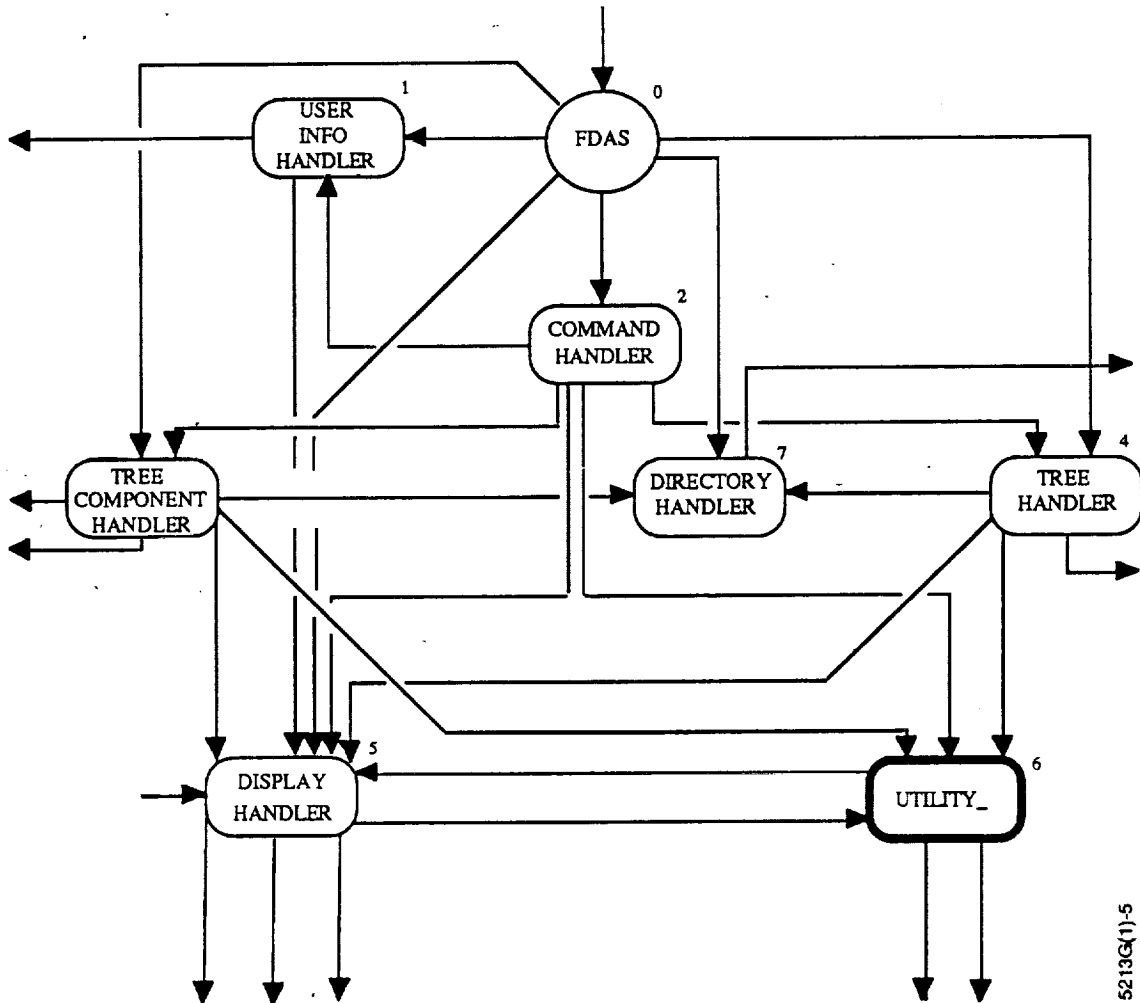 0
FDAS
1
USER
INFO
HANDLER
2
COMMAND
HANDLER
TREE
COMPONENT
HANDLER
7
DIRECTORY
HANDLER
4
TREE
HANDLER
5
DISPLAY
HANDLER
6
UTILITY_
5213G(1)-5